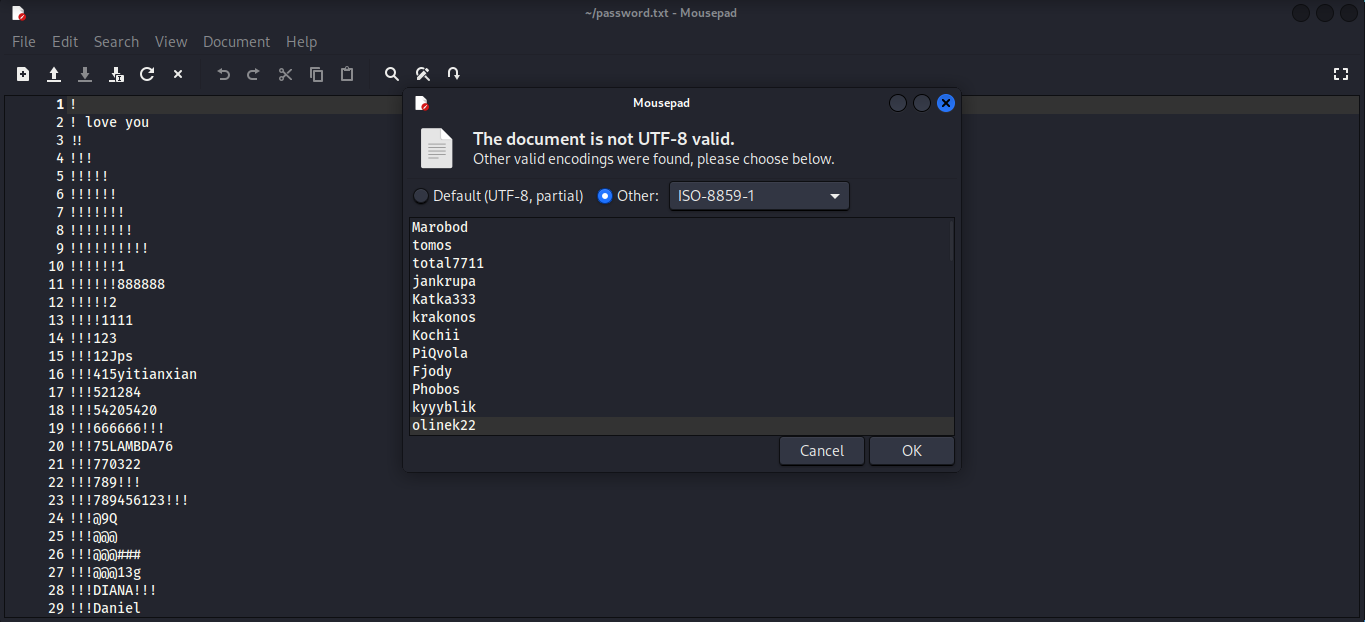 ~/password.txt - Mousepad
File Edit Search View Document Help
1 !
2 ! love you
3 !!
4 !!!
5 !!!!!
6 !!!!!!
7 !!!!!!!
8 !!!!!!!!
9 !!!!!!!!!!
10 !!!!!!1
11 !!!!!!888888
12 !!!!!2
13 !!!!1111
14 !!!123
15 !!!12Jps
16 !!!415yitianxian
17 !!!521284
18 !!!54205420
19 !!!666666!!!
20 !!!75LAMBDA76
21 !!!770322
22 !!!789!!!
23 !!!789456123!!!
24 !!!@9Q
25 !!!@@@
26 !!!@@@###
27 !!!@@@13g
28 !!!DIANA!!!
29 !!!Daniel
Mousepad
The document is not UTF-8 valid.
Other valid encodings were found, please choose below.
Default (UTF-8, partial) Other: ISO-8859-1
Marobod
tomos
total7711
jankrupa
Katka333
krakonos
Kochii
PiQvola
Fjody
Phobos
kyyyblik
olinek22
Cancel OK